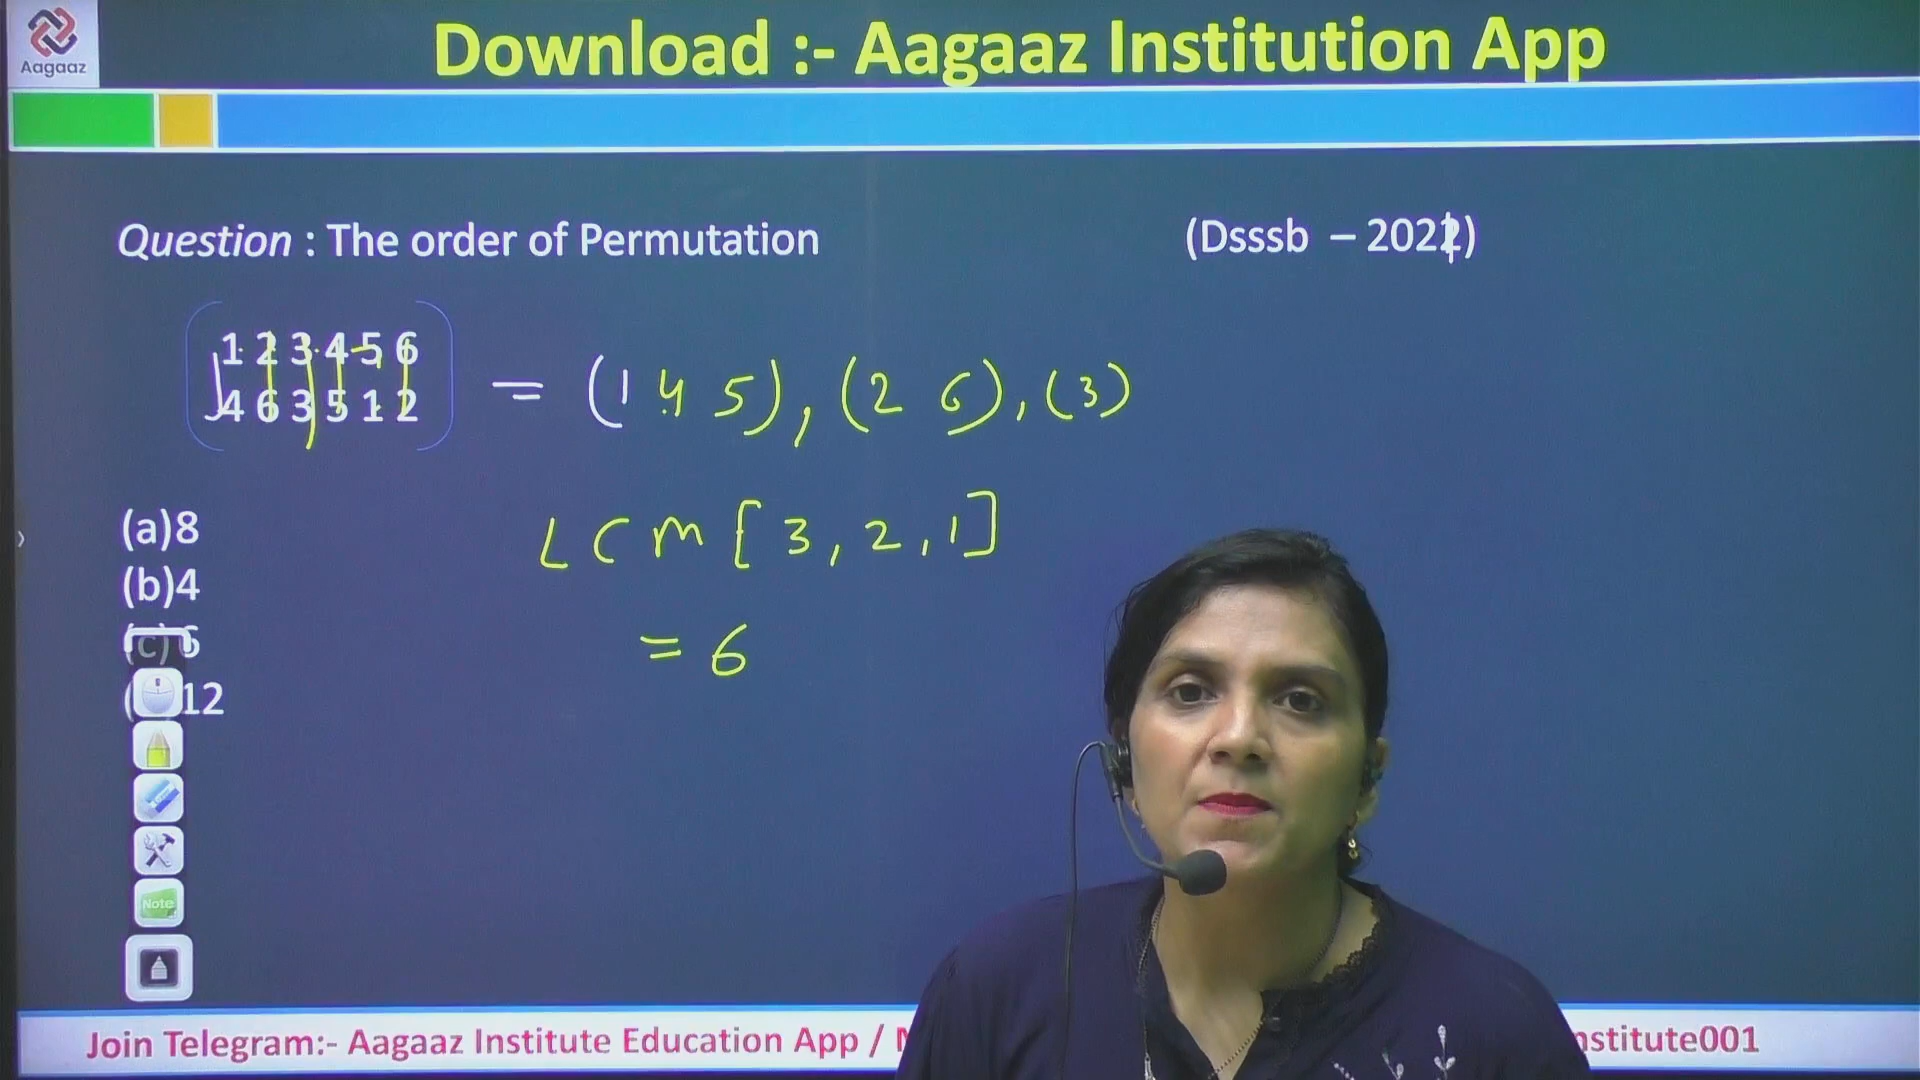 Aagaaz
Download :- Aagaaz Institution App
Question : The order of Permutation (Dsssb – 2021)
1 2 3 4 5 6
4 6 3 5 1 2
= (1 4 5), (2 6), (3)
LCM [3, 2, 1]
= 6
(a)8
(b)4
(c) 6
12
Note
Join Telegram:- Aagaaz Institute Education App /
nstitute001